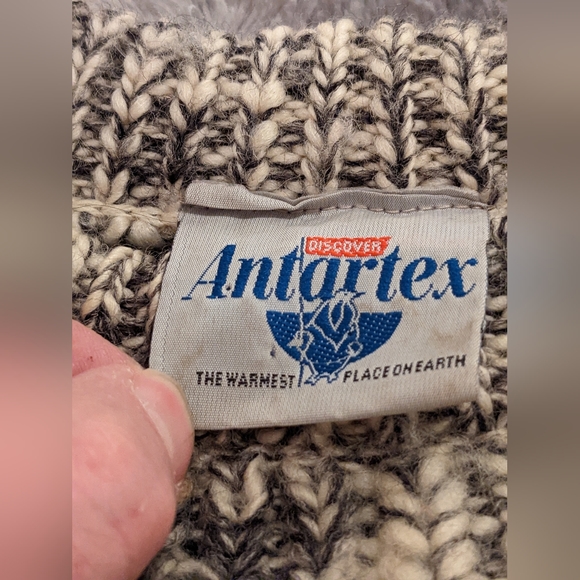 DISCOVER
Antartex
THE WARMEST PLACE ON EARTH